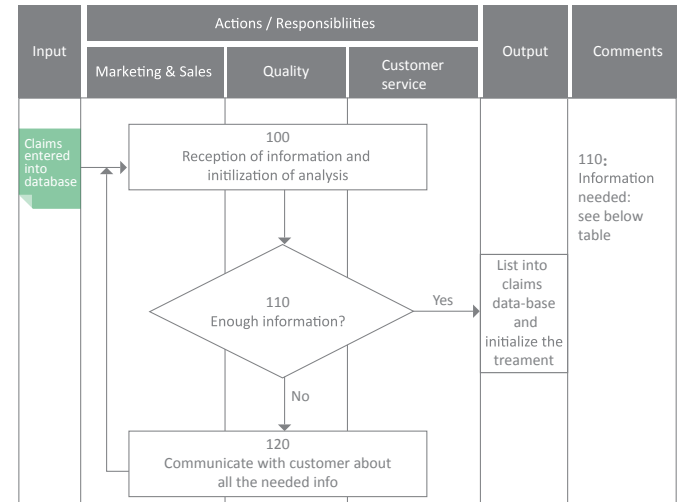 Input
Actions / Responsibliities
Output
Comments
Marketing & Sales
Quality
Customer
service
Claims
entered
into
database
100
Reception of information and
initilization of analysis
110:
Information
needed:
see below
table
110
Enough information?
Yes
List into
claims
data-base
and
initialize the
treament
No
120
Communicate with customer about
all the needed info